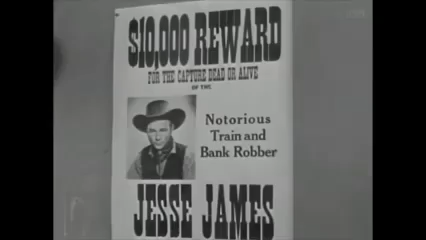 $10,000 REWARD
FOR THE CAPTURE DEAD OR ALIVE
OF THE
Notorious
Train and
Bank Robber
JESSE JAMES